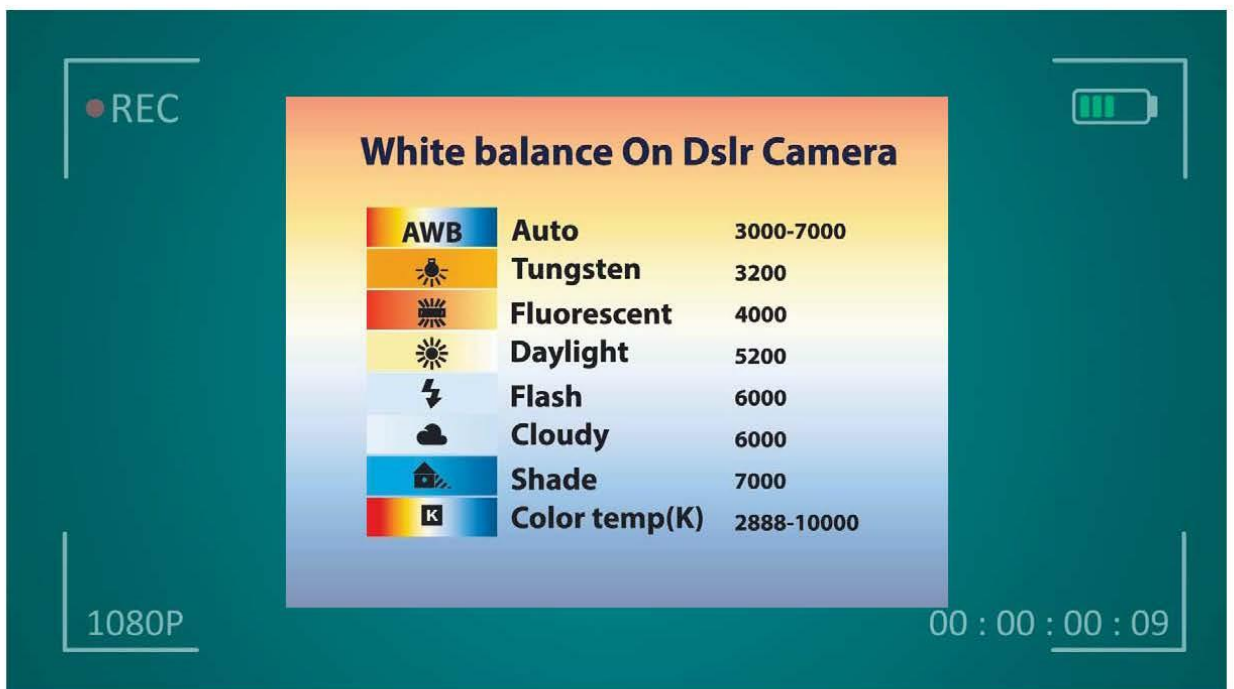 REC
White balance On Dslr Camera
AWB Auto 3000-7000
Tungsten 3200
Fluorescent 4000
Daylight 5200
Flash 6000
Cloudy 6000
Shade 7000
K Color temp(K) 2888-10000
1080P 00 : 00 : 00 : 09